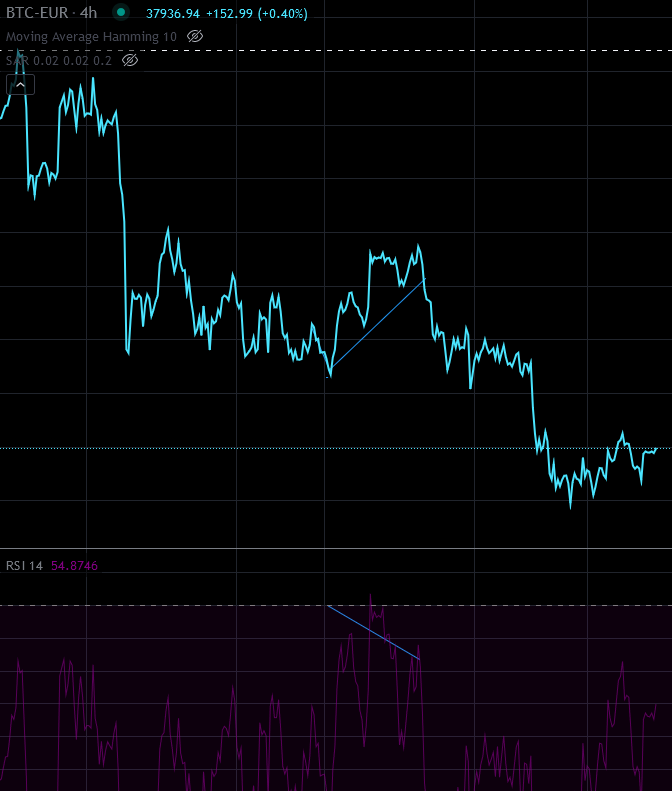 BTC-EUR · 4h 37936.94 +152.99 (+0.40%)
Moving Average Hamming 10
SAR 0.02 0.02 0.2
RSI 14 54.8746